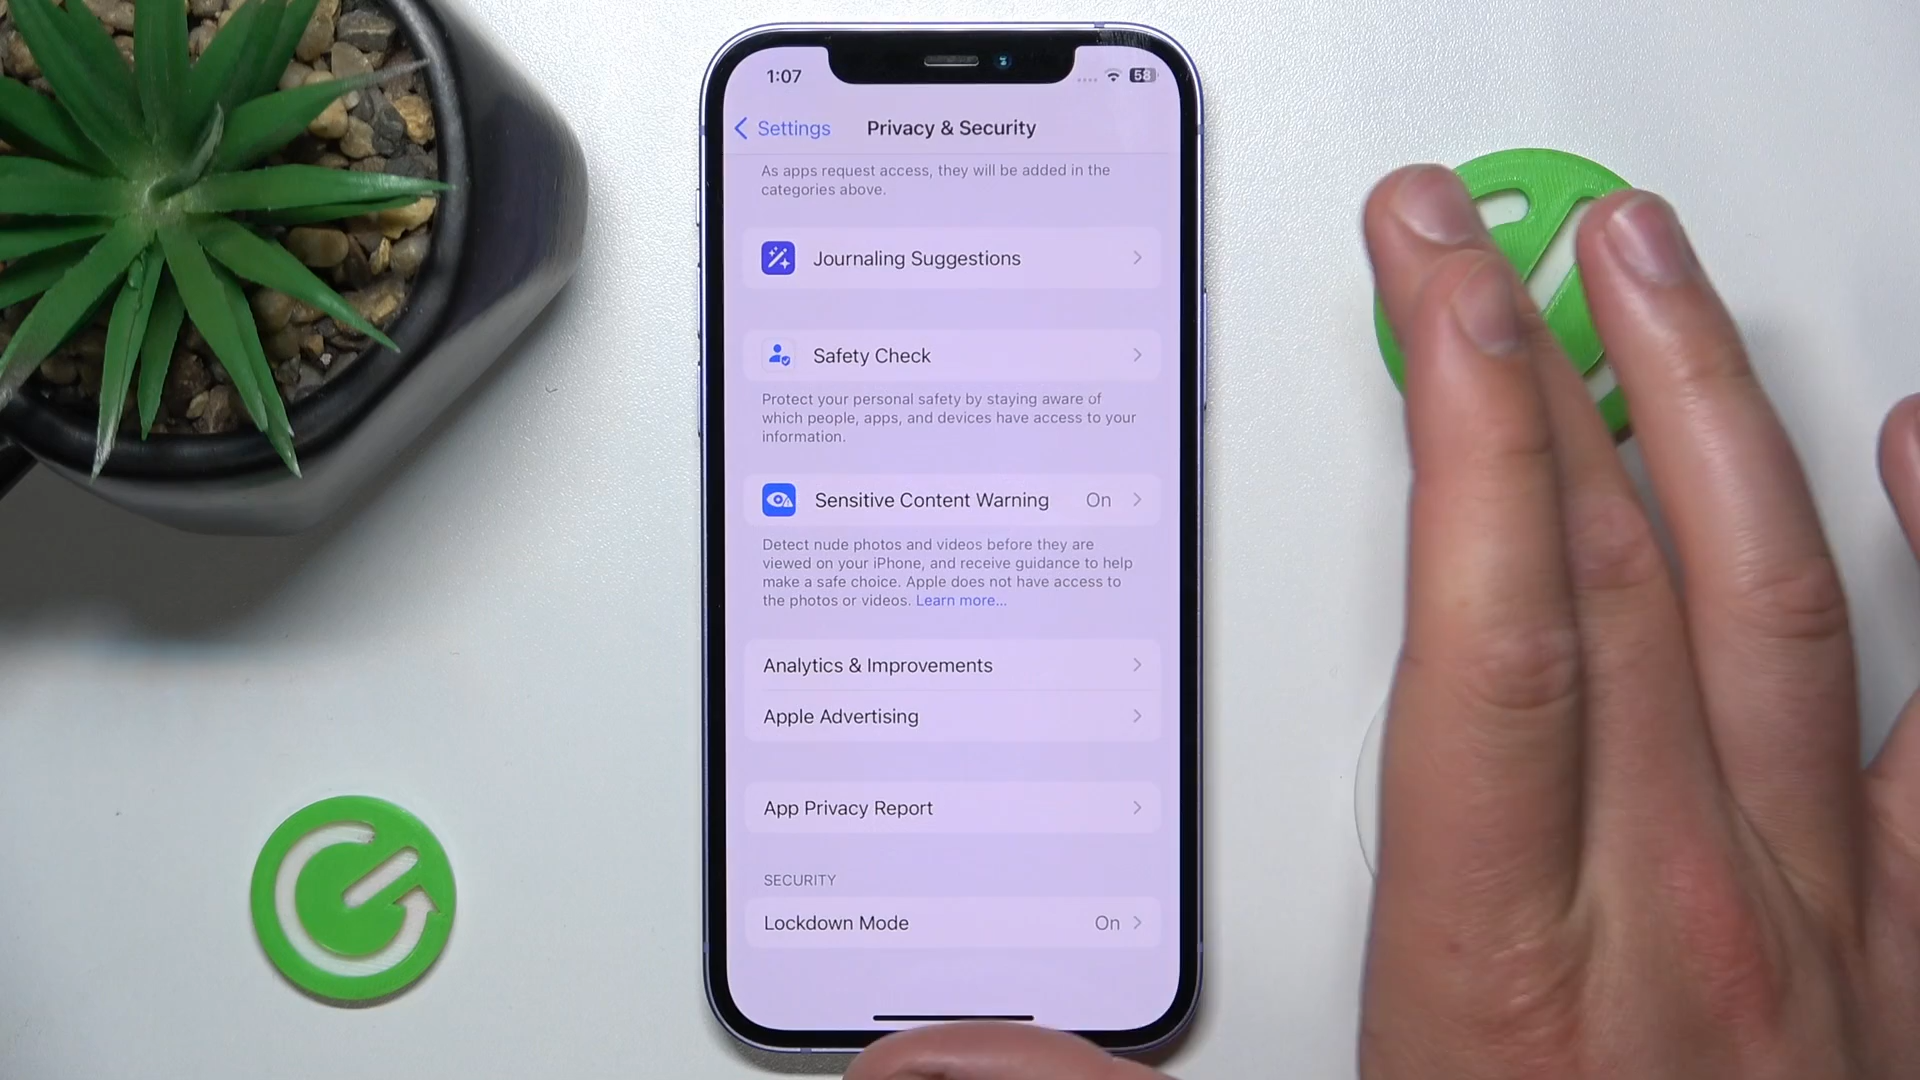 1:07
58
Settings
Privacy & Security
As apps request access, they will be added in the
categories above.
Journaling Suggestions
Safety Check
Protect your personal safety by staying aware of
which people, apps, and devices have access to your
information.
Sensitive Content Warning On
Detect nude photos and videos before they are
viewed on your iPhone, and receive guidance to help
make a safe choice. Apple does not have access to
the photos or videos. Learn more...
Analytics & Improvements
Apple Advertising
App Privacy Report
SECURITY
Lockdown Mode On